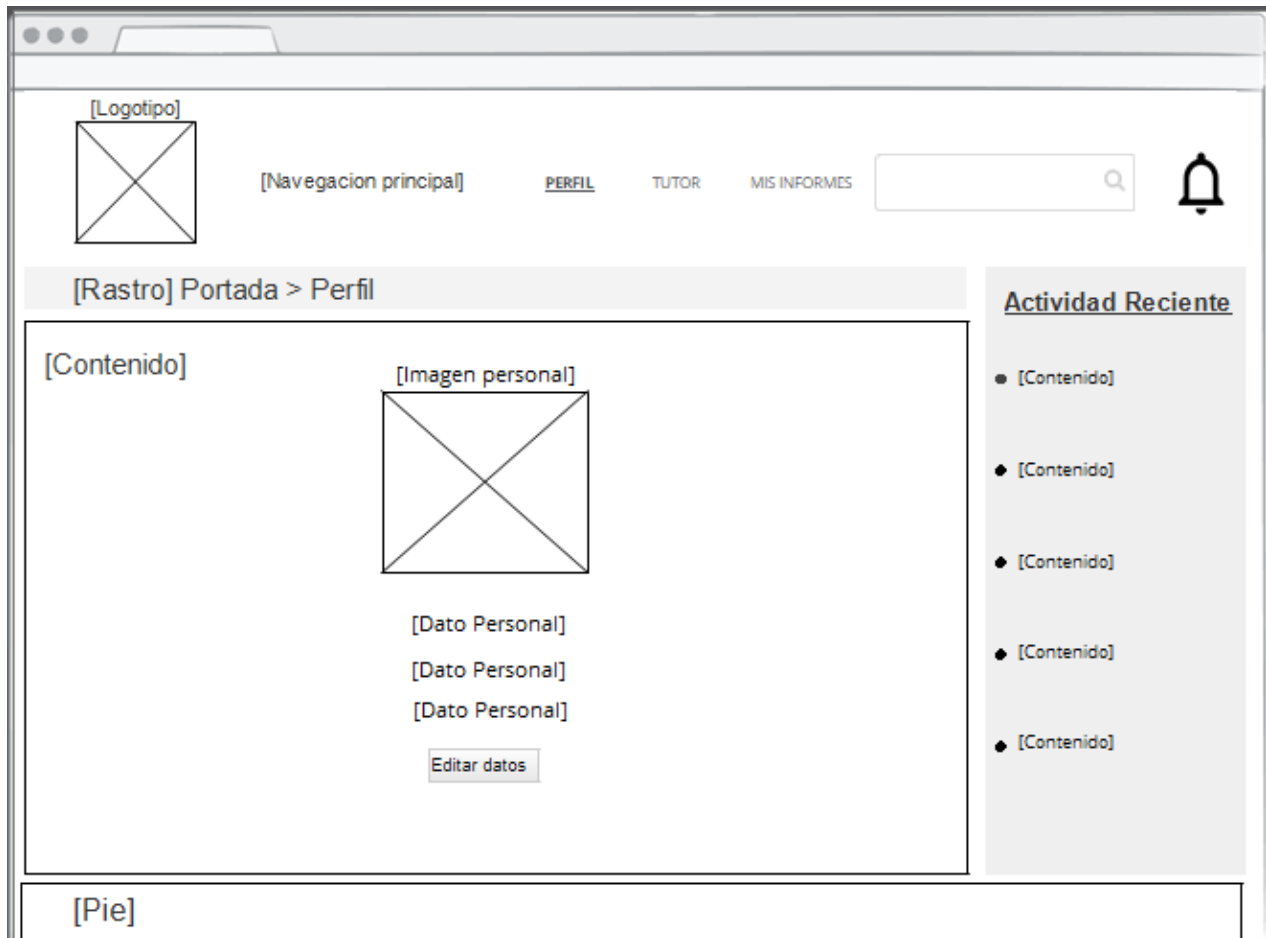 [Logotipo]
[Navegacion principal] PERFIL TUTOR MIS INFORMES
[Rastro] Portada > Perfil
[Contenido]
[Imagen personal]
[Dato Personal]
[Dato Personal]
[Dato Personal]
Editar datos
Actividad Reciente
[Contenido]
[Contenido]
[Contenido]
[Contenido]
[Contenido]
[Pie]